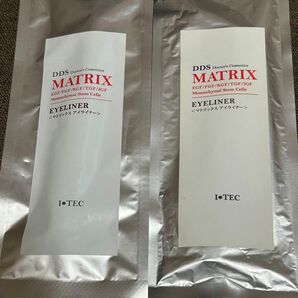 DDS Doctor's Cosmetics
MATRIX
EGF/FGF/KGF/TGF/IGF
Mesenchymal Stem Cells
EYELINER
<マトリックス アイライナー>
I•TEC
DDS Doctor's Cosmetics
MATRIX
EGF/FGF/KGF/TGF/IGF
Mesenchymal Stem Cells
EYELINER
<マトリックス アイライナー>
I•TEC